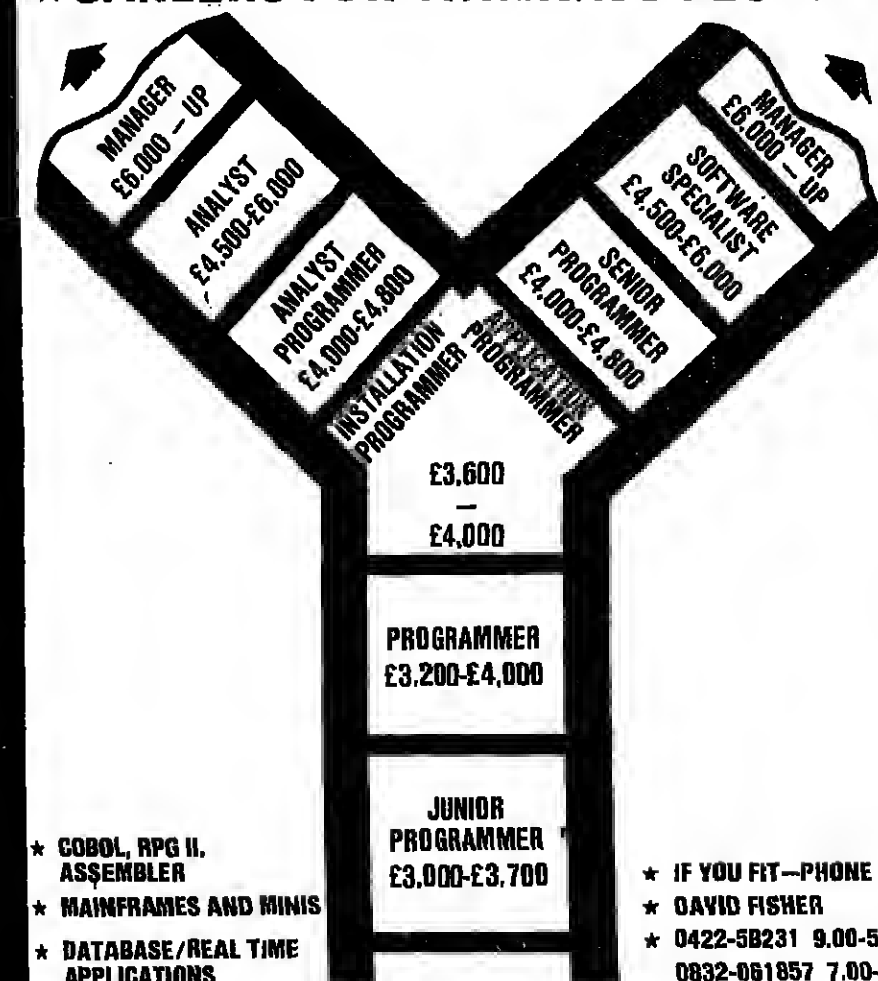 MANAGER
£6.000 – UP
ANALYST
£4,500-£6,000
ANALYST
PROGRAMMER
£4,000-£4,800
INSTALLATION
PROGRAMMER
MANAGER
£6.000 – UP
SOFTWARE
SPECIALIST
£4,500-£6.000
SENIOR
PROGRAMMER
£4.000-£4.800
APPLICATION
PROGRAMMER
£3,600
–
£4,000
PROGRAMMER
£3.200-£4,000
JUNIOR
PROGRAMMER
£3.000-£3.700
★ COBOL, RPG II.
ASSEMBLER
★ MAINFRAMES AND MINIS
★ DATABASE/REAL TIME
APPLICATIONS
★ IF YOU FIT—PHONE
★ DAVID FISHER
★ 0422-58231 9.00-5
0832-061857 7.00-